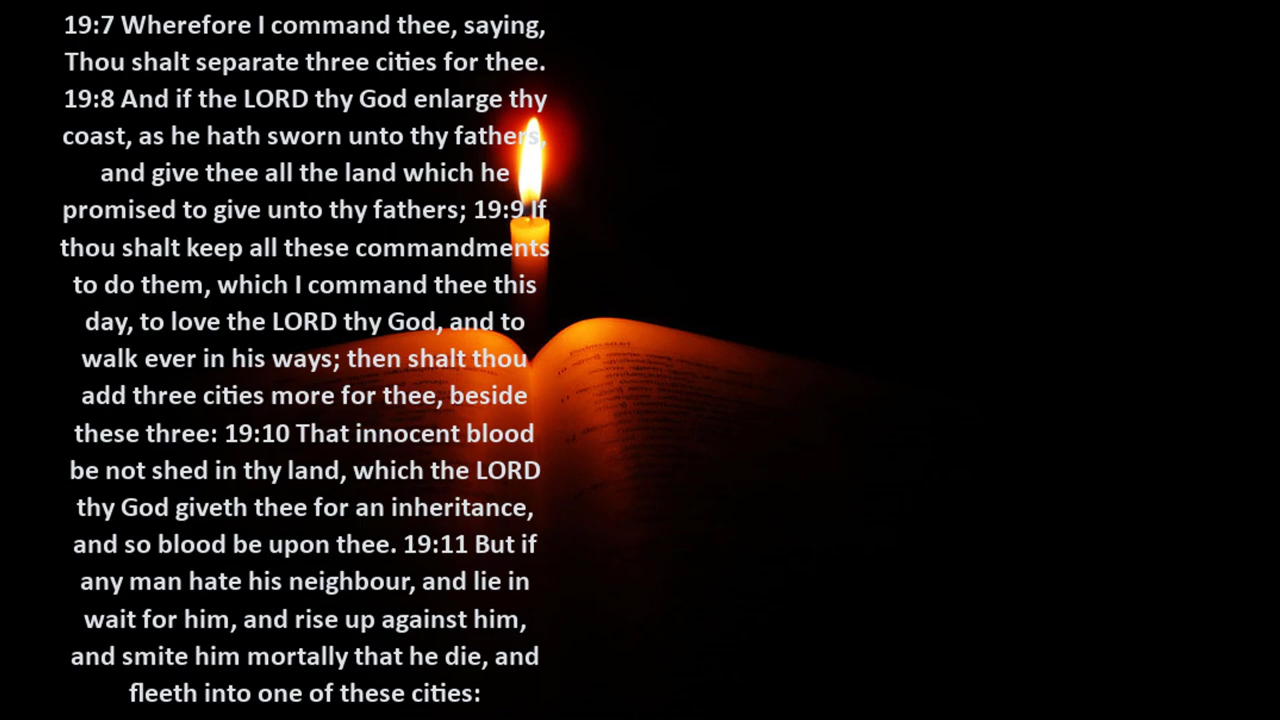 19:7 Wherefore I command thee, saying,
Thou shalt separate three cities for thee.
19:8 And if the LORD thy God enlarge thy
coast, as he hath sworn unto thy fathers,
and give thee all the land which he
promised to give unto thy fathers; 19:9 If
thou shalt keep all these commandments
to do them, which I command thee this
day, to love the LORD thy God, and to
walk ever in his ways; then shalt thou
add three cities more for thee, beside
these three: 19:10 That innocent blood
be not shed in thy land, which the LORD
thy God giveth thee for an inheritance,
and so blood be upon thee. 19:11 But if
any man hate his neighbour, and lie in
wait for him, and rise up against him,
and smite him mortally that he die, and
fleeth into one of these cities: